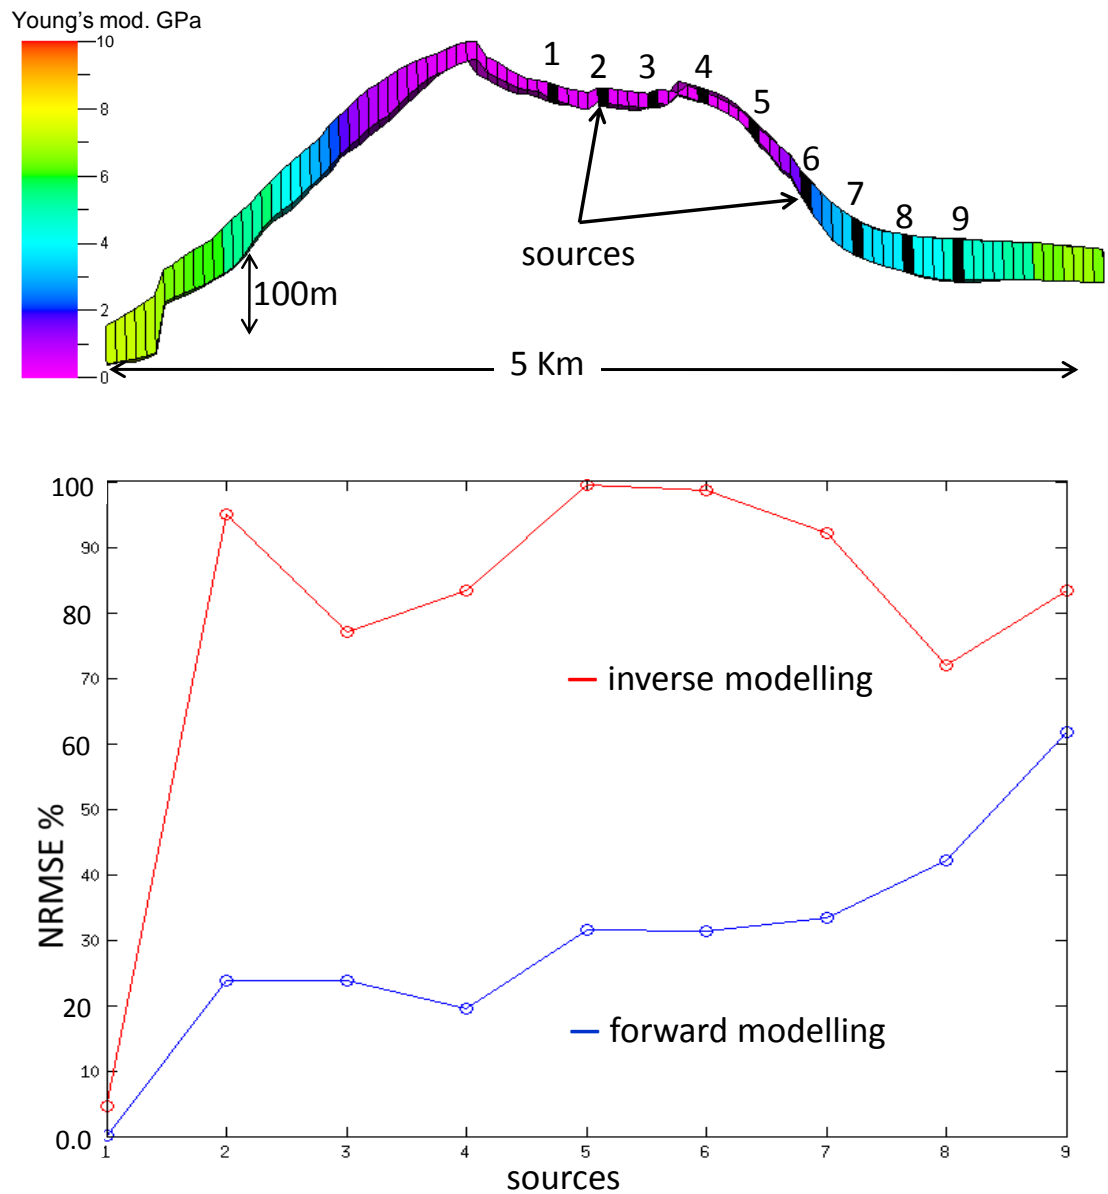 Young's mod. GPa
10
8
6
4
2
0
1
2
3
4
5
6
7
8
9
sources
100m
5 Km
100
90
80
70
60
50
40
30
20
10
0.0
NRMSE %
inverse modelling
forward modelling
1 2 3 4 5 6 7 8 9
sources